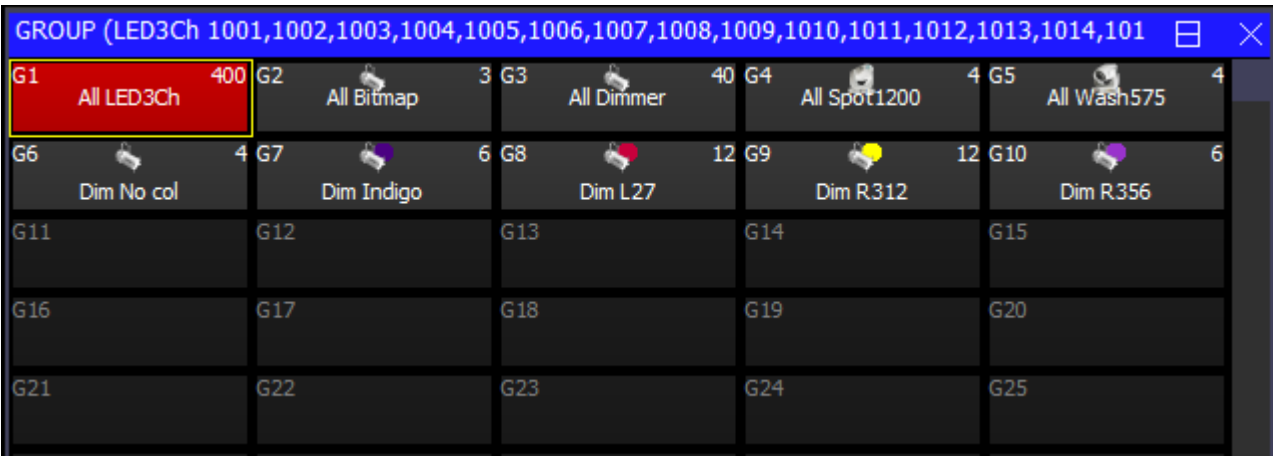 GROUP (LED3Ch 1001,1002,1003,1004,1005,1006,1007,1008,1009,1010,1011,1012,1013,1014,101
G1 400 G2 3 G3 40 G4 4 G5 4
All LED3Ch All Bitmap All Dimmer All Spot1200 All Wash575
G6 4 G7 6 G8 12 G9 12 G10 6
Dim No col Dim Indigo Dim L27 Dim R312 Dim R356
G11 G12 G13 G14 G15
G16 G17 G18 G19 G20
G21 G22 G23 G24 G25